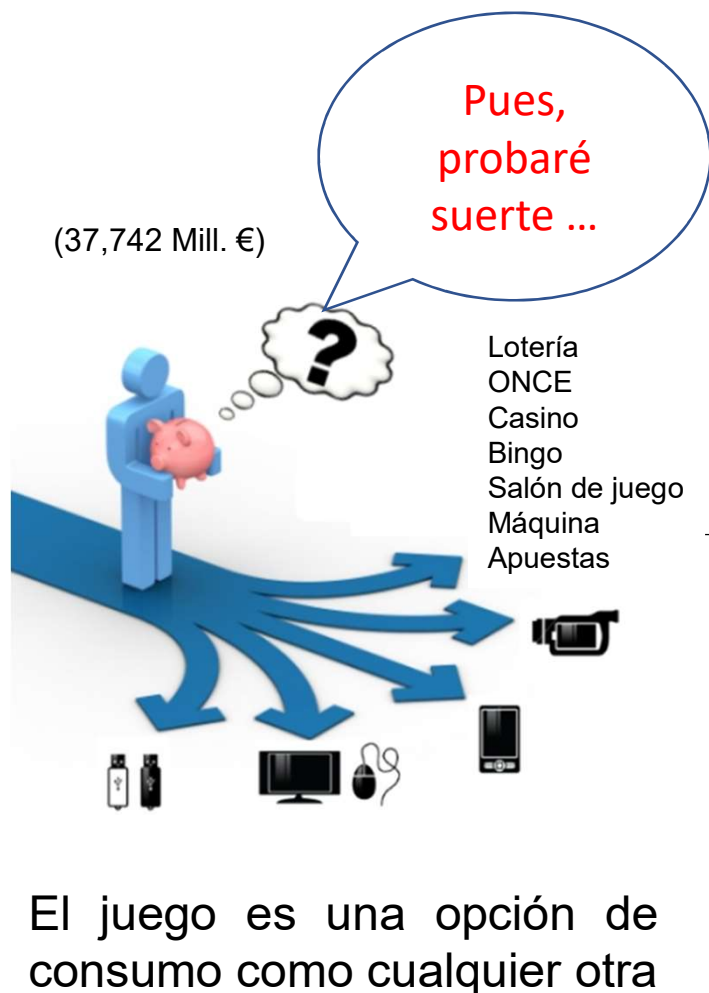 Pues,
probaré
suerte ...
(37,742 Mill. €)
?
Lotería
ONCE
Casino
Bingo
Salón de juego
Máquina
Apuestas
El juego es una opción de
consumo como cualquier otra